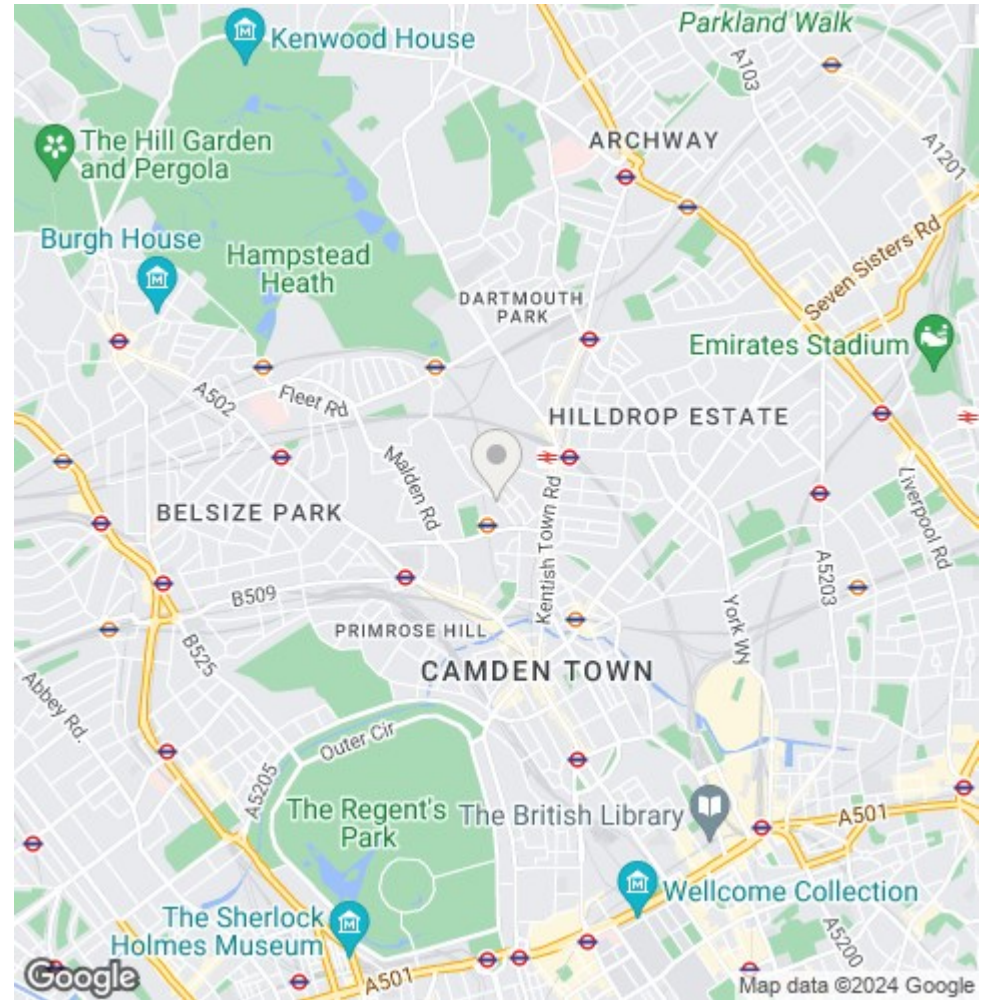 Parkland Walk
Kenwood House
A103
ARCHWAY
The Hill Garden
and Pergola
A1201
Burgh House
Hampstead
Heath
Seven Sisters Rd
DARTMOUTH
PARK
Emirates Stadium
A502
Fleet Rd
HILLDROP ESTATE
Malden Rd
Liverpool Rd
BELSIZE PARK
Kentish Town Rd
A5203
B509
York Wy
PRIMROSE HILL
B525
CAMDEN TOWN
Abbey Rd.
Outer Cir
A5205
The Regent's
Park
The British Library
A501
Wellcome Collection
The Sherlock
Holmes Museum
A5200
A501
Google
Map data ©2024 Google